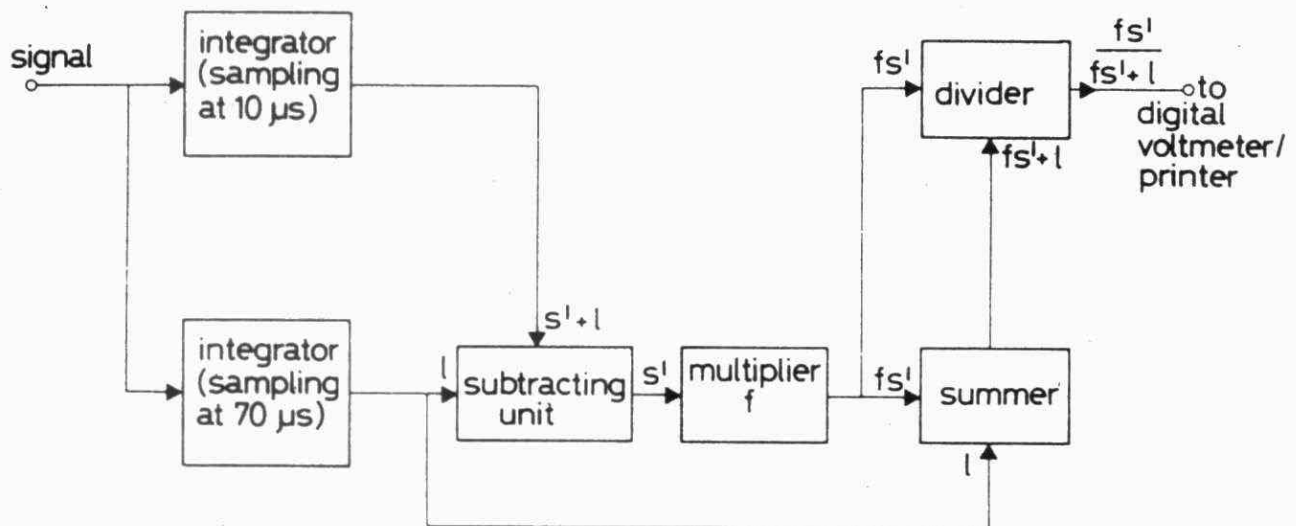 signal
integrator
(sampling
at 10 µs)
fs'
divider
fs'
fs'+l
to
digital
voltmeter/
printer
fs'+l
s'+l
integrator
(sampling
at 70 µs)
l
subtracting
unit
s'
multiplier
f
fs'
summer
l